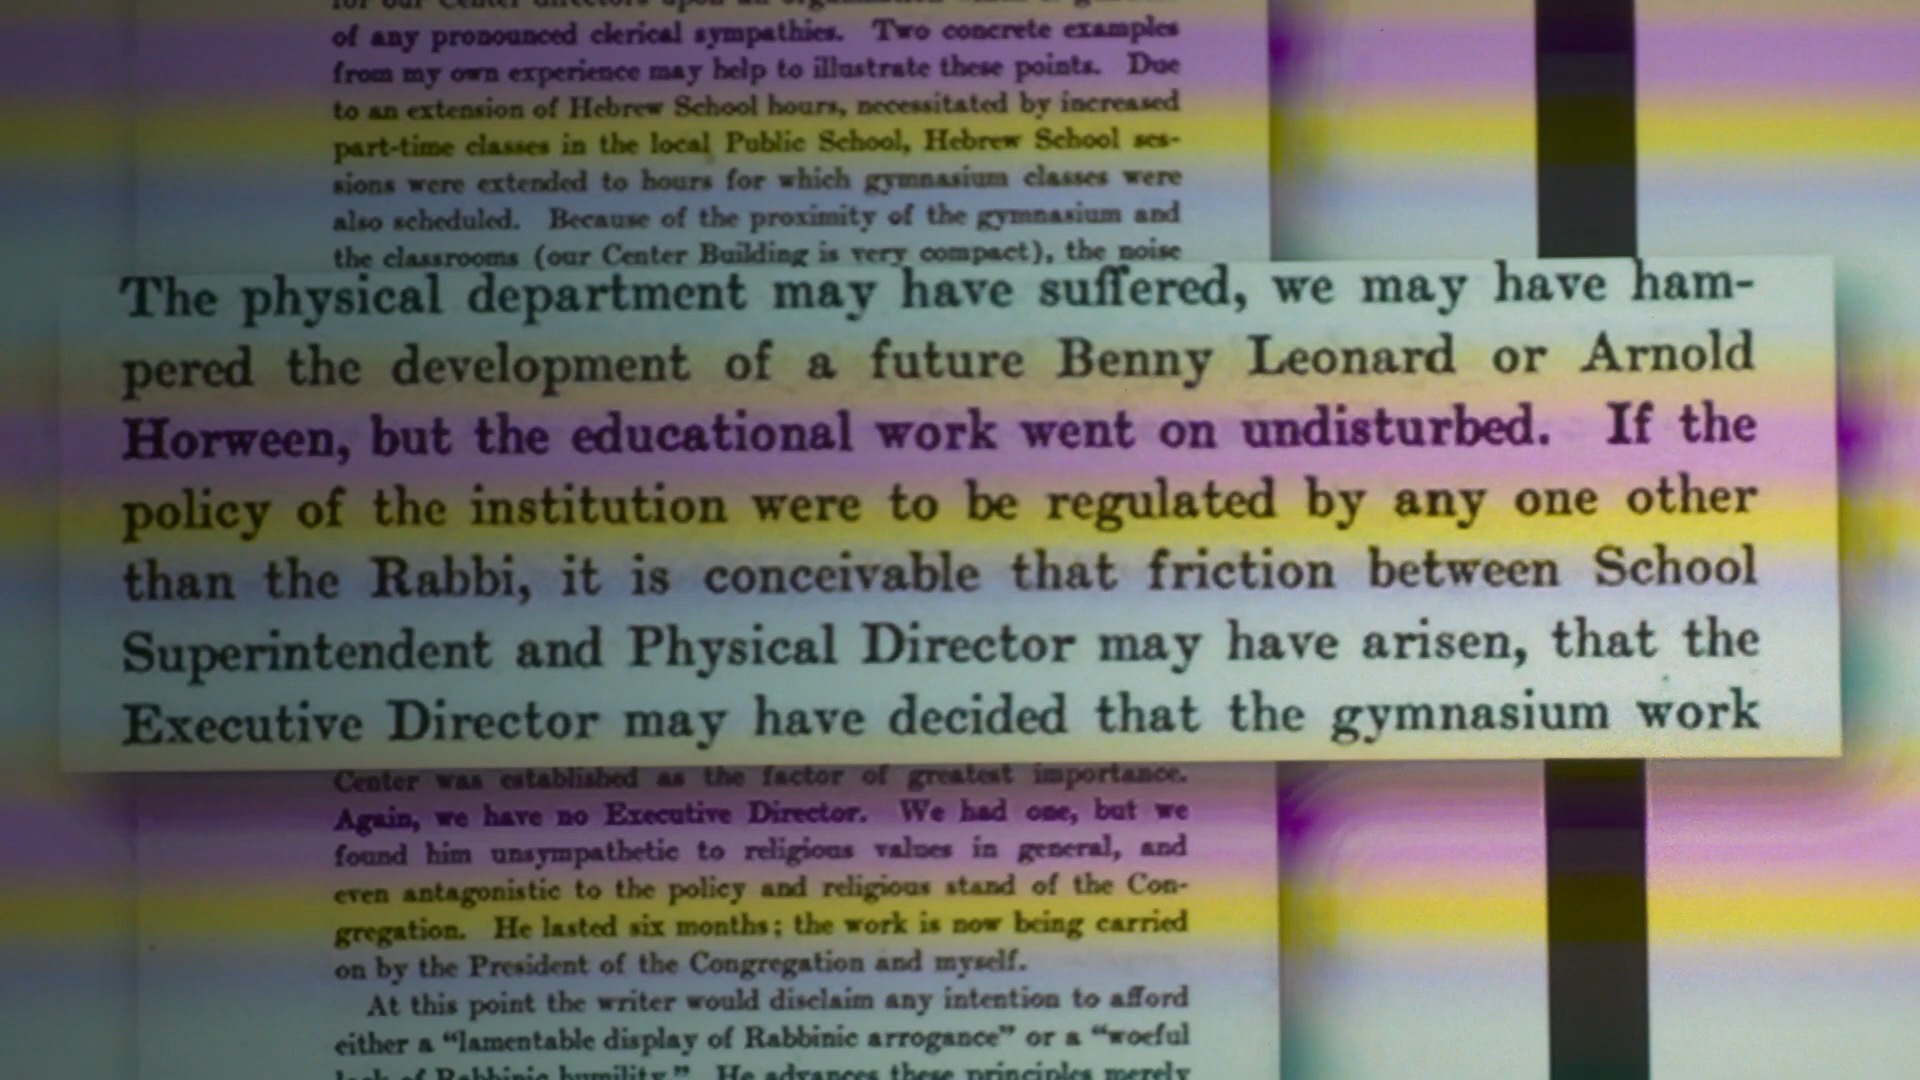 of any pronounced clerical sympathies. Two concrete examples
from my own experience may help to illustrate these points. Due
to an extension of Hebrew School hours, necessitated by increased
part-time classes in the local Public School, Hebrew School ses-
sions were extended to hours for which gymnasium classes were
also scheduled. Because of the proximity of the gymnasium and
the classrooms (our Center Building is very compact), the noise
The physical department may have suffered, we may have ham-
pered the development of a future Benny Leonard or Arnold
Horween, but the educational work went on undisturbed. If the
policy of the institution were to be regulated by any one other
than the Rabbi, it is conceivable that friction between School
Superintendent and Physical Director may have arisen, that the
Executive Director may have decided that the gymnasium work
Center was established as the factor of greatest importance.
Again, we have no Executive Director. We had one, but we
found him unsympathetic to religious values in general, and
even antagonistic to the policy and religious stand of the Con-
gregation. He lasted six months; the work is now being carried
on by the President of the Congregation and myself.
At this point the writer would disclaim any intention to afford
either a "lamentable display of Rabbinic arrogance" or a "woeful
lack of Rabbinic humility." He advances these principles merely